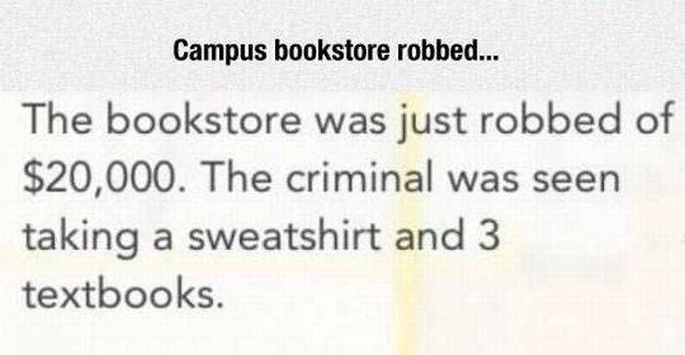 Campus bookstore robbed...
The bookstore was just robbed of
$20,000. The criminal was seen
taking a sweatshirt and 3
textbooks.